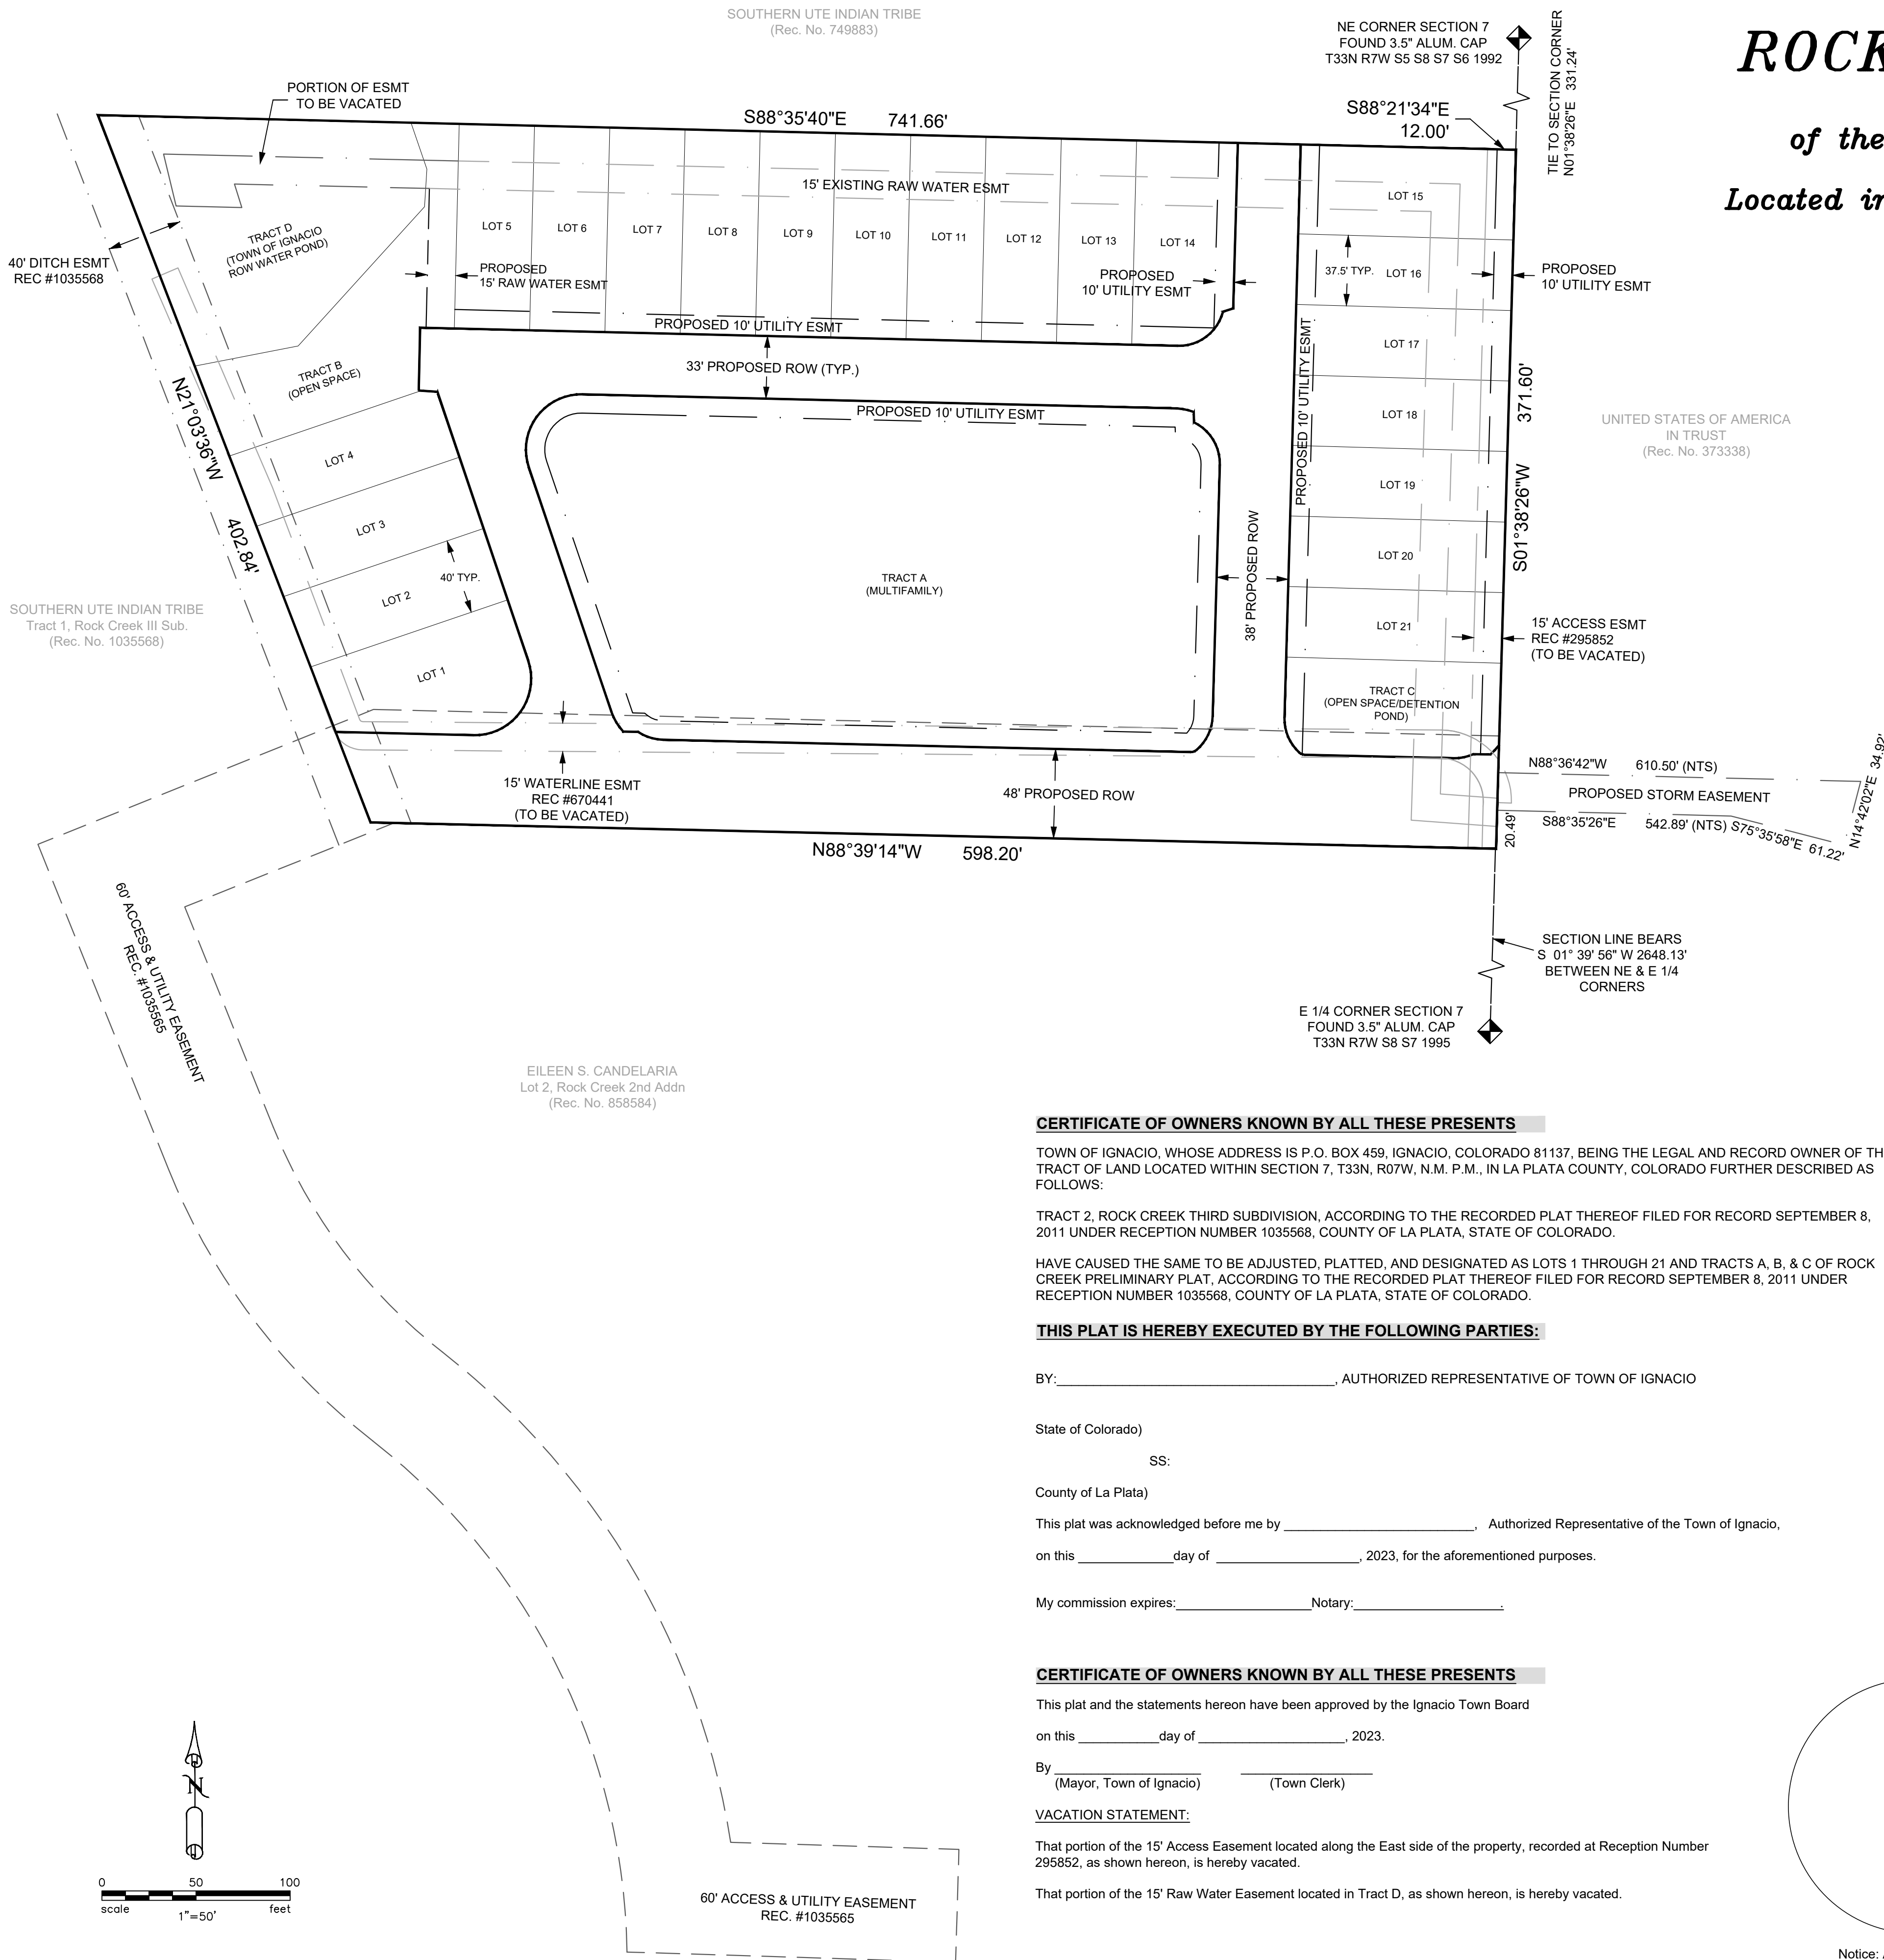 SOUTHERN UTE INDIAN TRIBE
(Rec. No. 749883)
NE CORNER SECTION 7
FOUND 3.5" ALUM. CAP
T33N R7W S5 S8 S7 S6 1992
TIE TO SECTION CORNER
N01°38'26"E 331.24'
ROCK
of the
Located in
PORTION OF ESMT
TO BE VACATED
S88°35'40"E 741.66'
S88°21'34"E
12.00'
15' EXISTING RAW WATER ESMT
LOT 5
LOT 6
LOT 7
LOT 8
LOT 9
LOT 10
LOT 11
LOT 12
LOT 13
LOT 14
LOT 15
TRACT D
(TOWN OF IGNACIO
ROW WATER POND)
40' DITCH ESMT
REC #1035568
PROPOSED
15' RAW WATER ESMT
PROPOSED
10' UTILITY ESMT
37.5' TYP.
LOT 16
PROPOSED
10' UTILITY ESMT
PROPOSED 10' UTILITY ESMT
33' PROPOSED ROW (TYP.)
PROPOSED 10' UTILITY ESMT
PROPOSED 10' UTILITY ESMT
LOT 17
LOT 18
LOT 19
LOT 20
LOT 21
S01°38'26"W 371.60'
UNITED STATES OF AMERICA
IN TRUST
(Rec. No. 373338)
TRACT B
(OPEN SPACE)
N21°03'36"W 402.84'
LOT 4
LOT 3
LOT 2
LOT 1
40' TYP.
TRACT A
(MULTIFAMILY)
38' PROPOSED ROW
SOUTHERN UTE INDIAN TRIBE
Tract 1, Rock Creek III Sub.
(Rec. No. 1035568)
15' ACCESS ESMT
REC #295852
(TO BE VACATED)
TRACT C
(OPEN SPACE/DETENTION
POND)
15' WATERLINE ESMT
REC #670441
(TO BE VACATED)
48' PROPOSED ROW
N88°36'42"W 610.50' (NTS)
PROPOSED STORM EASEMENT
S88°35'26"E 542.89' (NTS)
S75°35'58"E 61.22'
N14°42'02"E 34.92'
20.49'
N88°39'14"W 598.20'
60' ACCESS & UTILITY EASEMENT
REC. #1035565
SECTION LINE BEARS
S 01° 39' 56" W 2648.13'
BETWEEN NE & E 1/4
CORNERS
E 1/4 CORNER SECTION 7
FOUND 3.5" ALUM. CAP
T33N R7W S8 S7 1995
EILEEN S. CANDELARIA
Lot 2, Rock Creek 2nd Addn
(Rec. No. 858584)
CERTIFICATE OF OWNERS KNOWN BY ALL THESE PRESENTS
TOWN OF IGNACIO, WHOSE ADDRESS IS P.O. BOX 459, IGNACIO, COLORADO 81137, BEING THE LEGAL AND RECORD OWNER OF TH
TRACT OF LAND LOCATED WITHIN SECTION 7, T33N, R07W, N.M. P.M., IN LA PLATA COUNTY, COLORADO FURTHER DESCRIBED AS
FOLLOWS:
TRACT 2, ROCK CREEK THIRD SUBDIVISION, ACCORDING TO THE RECORDED PLAT THEREOF FILED FOR RECORD SEPTEMBER 8,
2011 UNDER RECEPTION NUMBER 1035568, COUNTY OF LA PLATA, STATE OF COLORADO.
HAVE CAUSED THE SAME TO BE ADJUSTED, PLATTED, AND DESIGNATED AS LOTS 1 THROUGH 21 AND TRACTS A, B, & C OF ROCK
CREEK PRELIMINARY PLAT, ACCORDING TO THE RECORDED PLAT THEREOF FILED FOR RECORD SEPTEMBER 8, 2011 UNDER
RECEPTION NUMBER 1035568, COUNTY OF LA PLATA, STATE OF COLORADO.
THIS PLAT IS HEREBY EXECUTED BY THE FOLLOWING PARTIES:
BY:______________________________________, AUTHORIZED REPRESENTATIVE OF TOWN OF IGNACIO
State of Colorado)
SS:
County of La Plata)
This plat was acknowledged before me by __________________________, Authorized Representative of the Town of Ignacio,
on this _____________day of ___________________, 2023, for the aforementioned purposes.
My commission expires:__________________Notary:____________________.
CERTIFICATE OF OWNERS KNOWN BY ALL THESE PRESENTS
This plat and the statements hereon have been approved by the Ignacio Town Board
on this ___________day of ____________________, 2023.
By ____________________ __________________
(Mayor, Town of Ignacio) (Town Clerk)
VACATION STATEMENT:
That portion of the 15' Access Easement located along the East side of the property, recorded at Reception Number
295852, as shown hereon, is hereby vacated.
That portion of the 15' Raw Water Easement located in Tract D, as shown hereon, is hereby vacated.
N
0 50 100
scale feet
1"=50'
60' ACCESS & UTILITY EASEMENT
REC. #1035565
Notice: